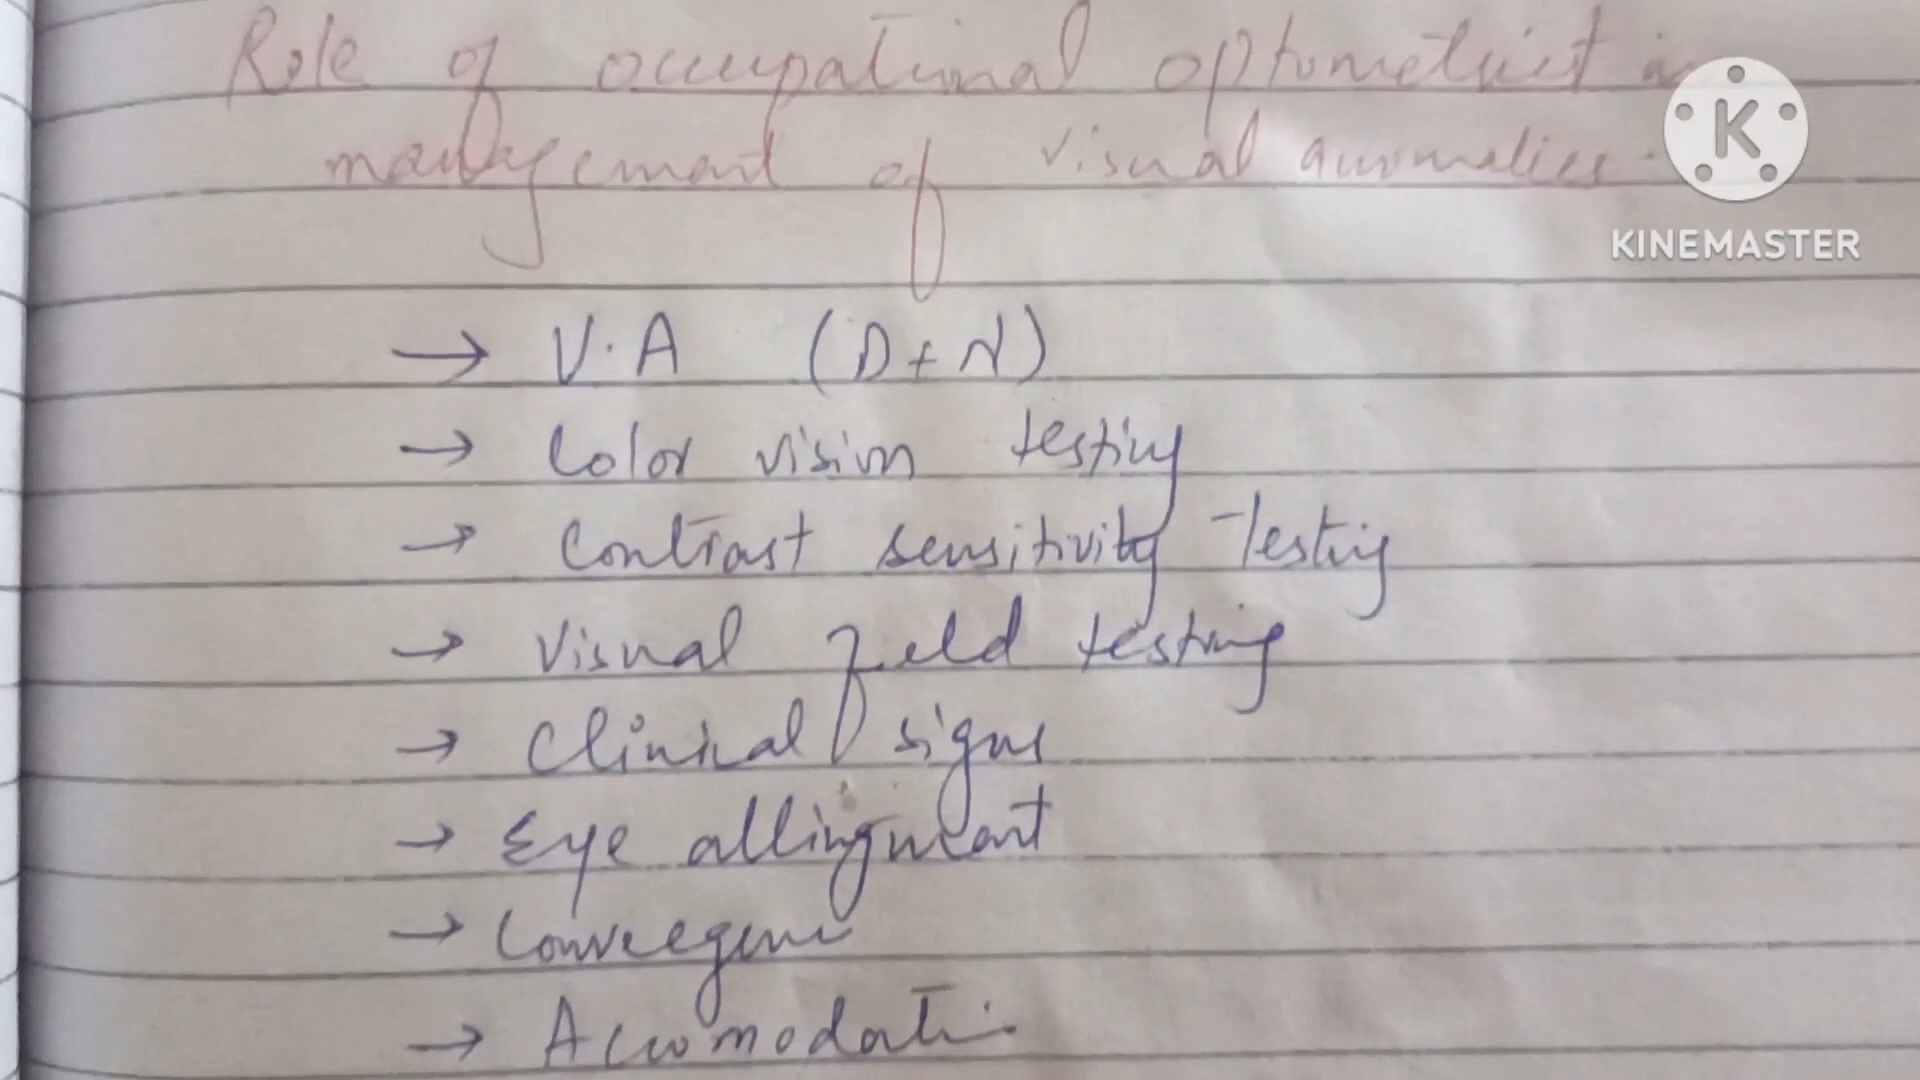 Role of occupational optometrist in
management of visual anomalies.
KINEMASTER
→ V.A (D+N)
→ Color vision testing
→ Contrast sensitivity testing
→ Visual field testing
→ Clinical signs
→ Eye allingment
→ Convergence
→ Accomodation